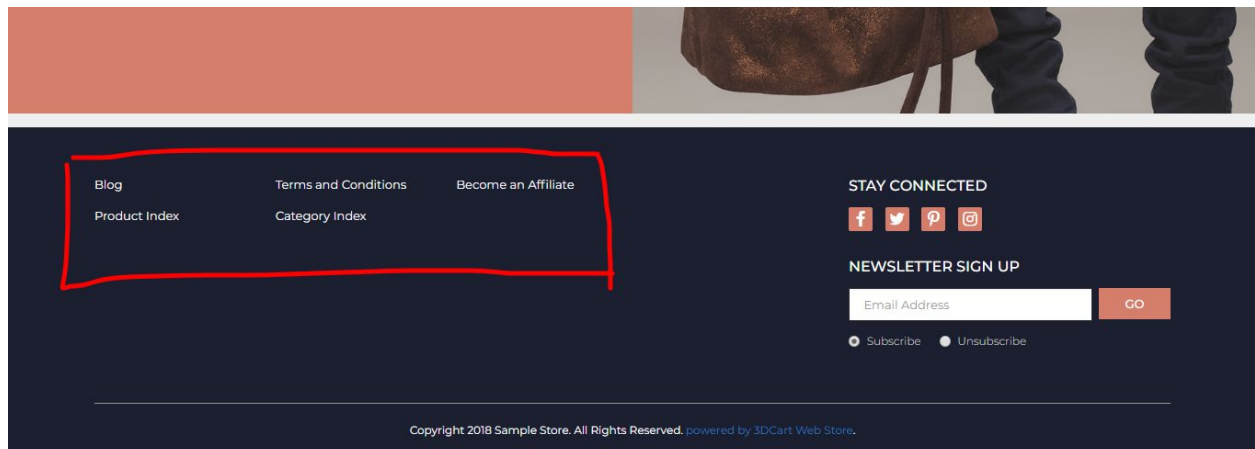 Blog
Terms and Conditions
Become an Affiliate
Product Index
Category Index
STAY CONNECTED
NEWSLETTER SIGN UP
Email Address
GO
Subscribe
Unsubscribe
Copyright 2018 Sample Store. All Rights Reserved. powered by 3DCart Web Store.